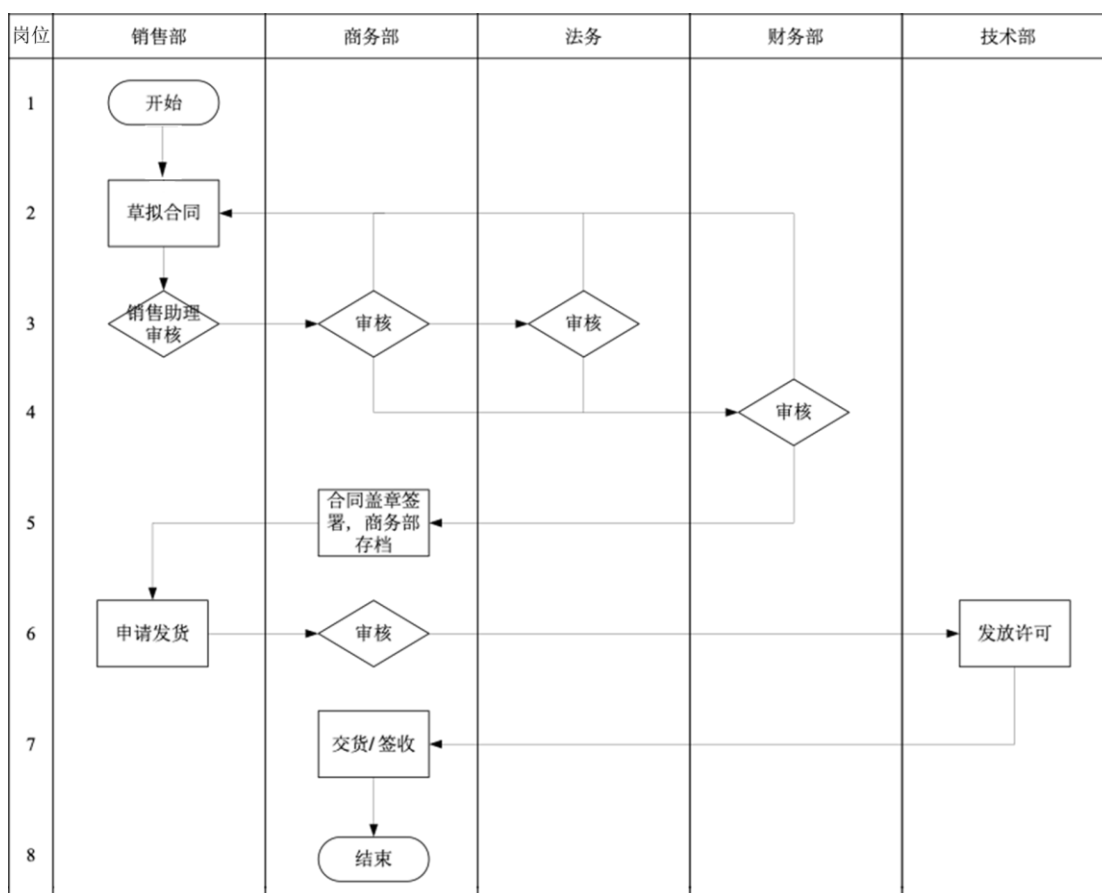 岗位 销售部 商务部 法务 财务部 技术部
1 开始
2 草拟合同
3 销售助理
审核 审核 审核
4 审核
5 合同盖章签
署，商务部
存档
6 申请发货 审核 发放许可
7 交货/签收
8 结束